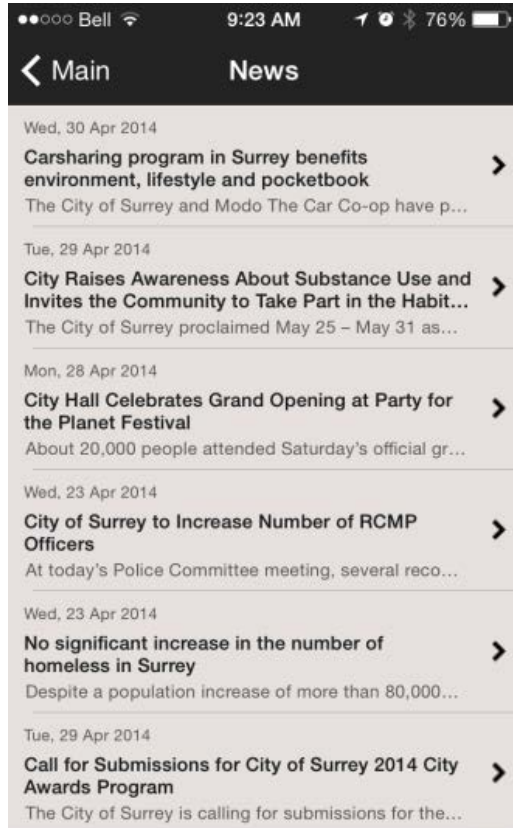 Bell 9:23 AM 76%
Main News
Wed, 30 Apr 2014
Carsharing program in Surrey benefits
environment, lifestyle and pocketbook
The City of Surrey and Modo The Car Co-op have p...
Tue, 29 Apr 2014
City Raises Awareness About Substance Use and
Invites the Community to Take Part in the Habit...
The City of Surrey proclaimed May 25 – May 31 as...
Mon, 28 Apr 2014
City Hall Celebrates Grand Opening at Party for
the Planet Festival
About 20,000 people attended Saturday's official gr...
Wed, 23 Apr 2014
City of Surrey to Increase Number of RCMP
Officers
At today's Police Committee meeting, several reco...
Wed, 23 Apr 2014
No significant increase in the number of
homeless in Surrey
Despite a population increase of more than 80,000...
Tue, 29 Apr 2014
Call for Submissions for City of Surrey 2014 City
Awards Program
The City of Surrey is calling for submissions for the...